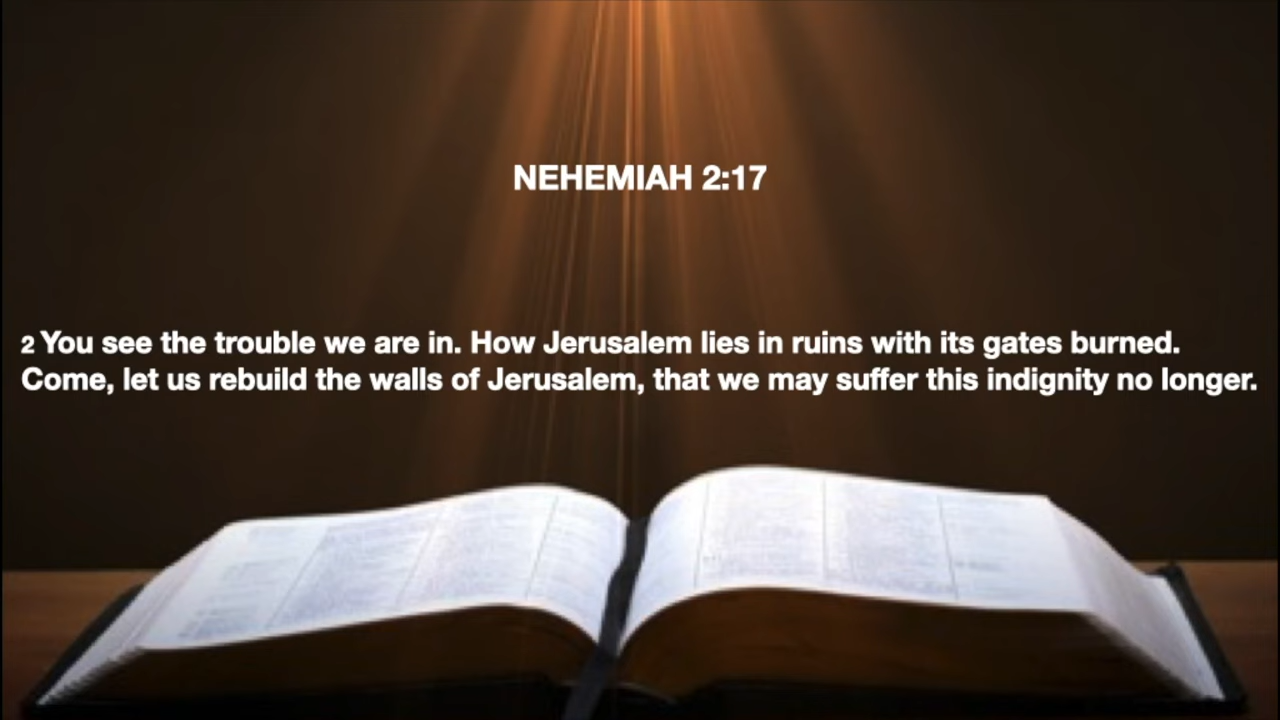 NEHEMIAH 2:17
2 You see the trouble we are in. How Jerusalem lies in ruins with its gates burned.
Come, let us rebuild the walls of Jerusalem, that we may suffer this indignity no longer.